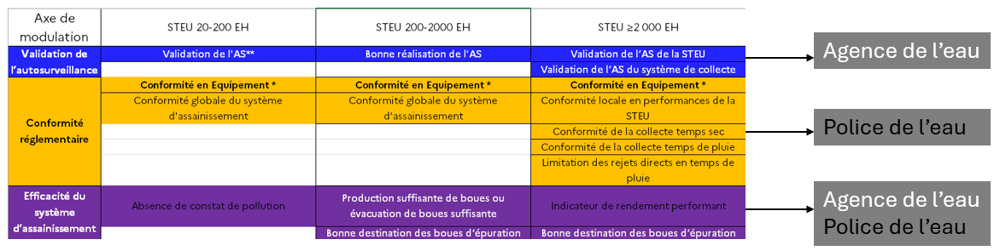 Axe de
modulation
STEU 20-200 EH
STEU 200-2000 EH
STEU ≥2 000 EH
Validation de
l'autosurveillance
Validation de l'AS**
Bonne réalisation de l'AS
Validation de l'AS de la STEU
Validation de l'AS du système de collecte
Agence de l'eau
Conformité
réglementaire
Conformité en Equipement *
Conformité en Equipement *
Conformité en Equipement *
Conformité globale du système
d'assainissement
Conformité globale du système
d'assainissement
Conformité locale en performances de la
STEU
Conformité de la collecte temps sec
Conformité de la collecte temps de pluie
Limitation des rejets directs en temps de
pluie
Police de l'eau
Efficacité du
système
d'assainissement
Absence de constat de pollution
Production suffisante de boues ou
évacuation de boues suffisante
Indicateur de rendement performant
Bonne destination des boues d'épuration
Bonne destination des boues d'épuration
Agence de l'eau
Police de l'eau